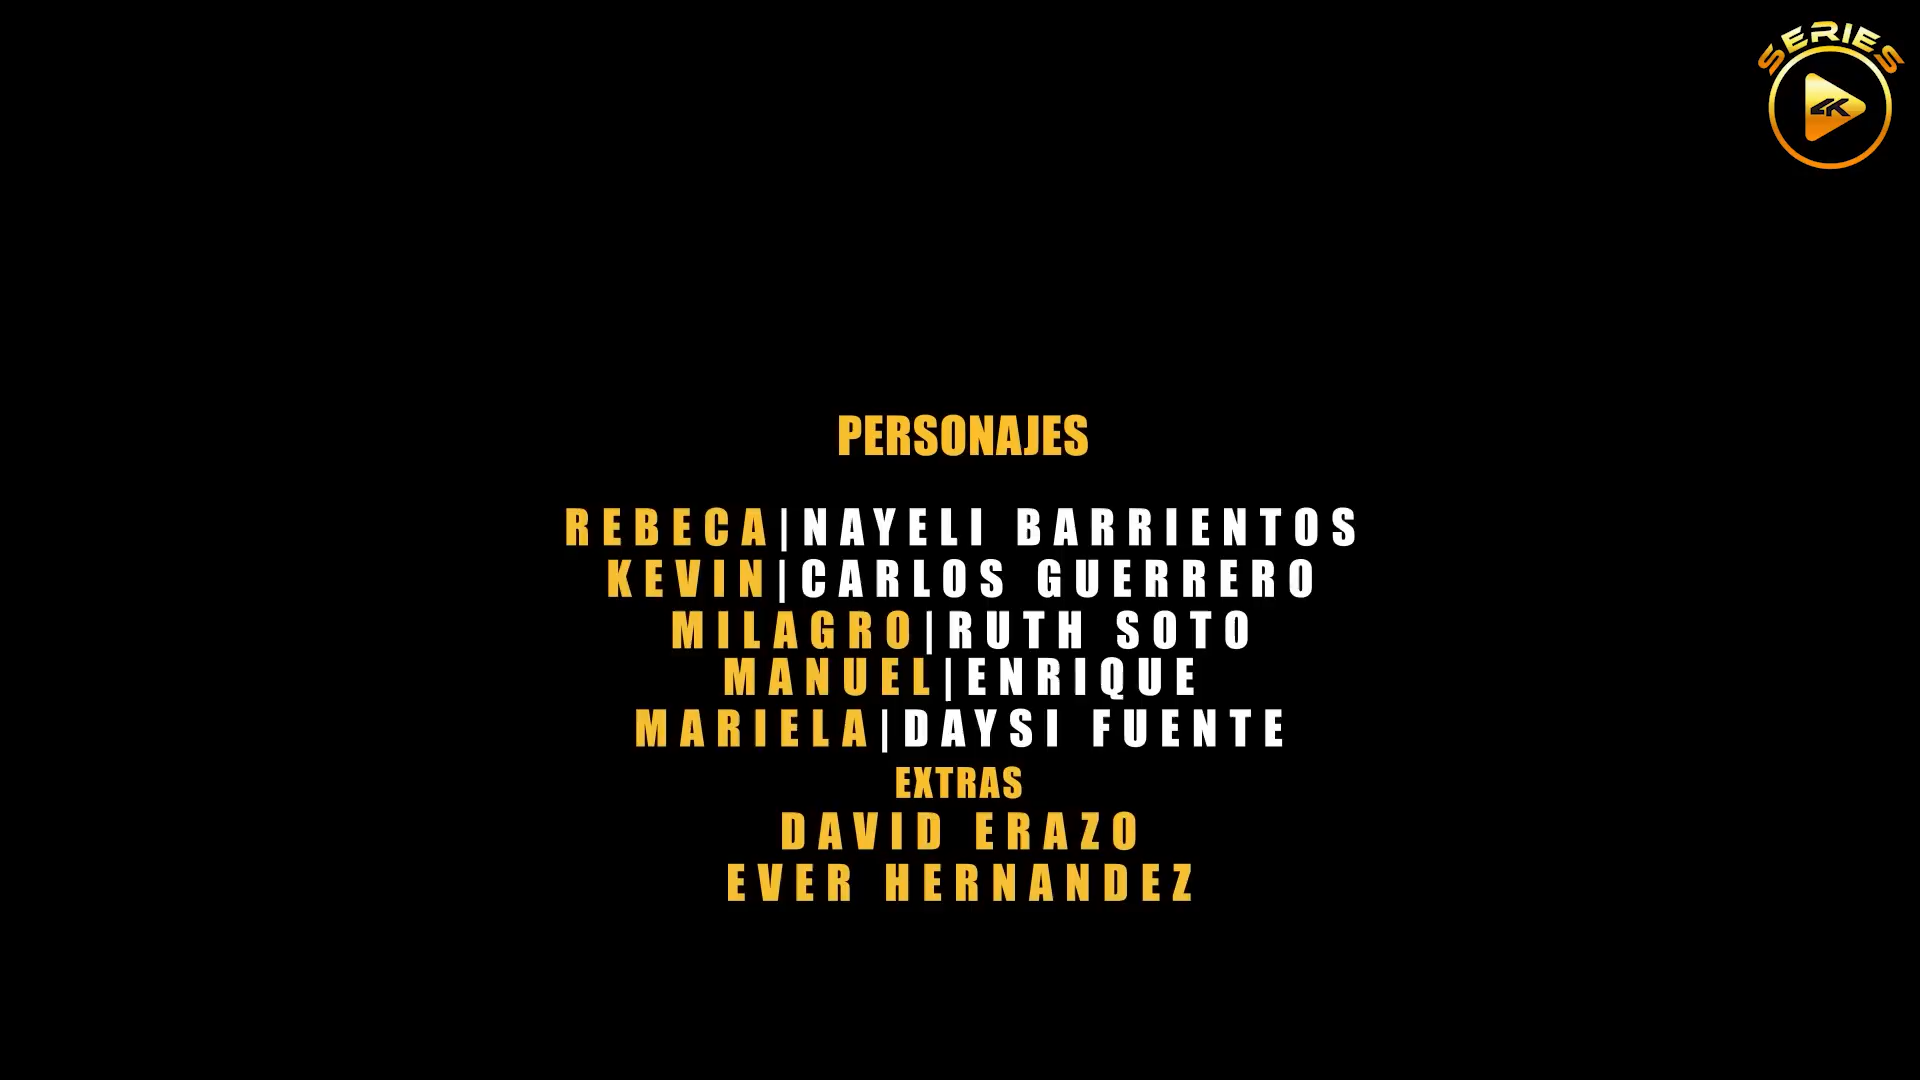 SERIES
4K
PERSONAJES
REBECA|NAYELI BARRIENTOS
KEVIN|CARLOS GUERRERO
MILAGRO|RUTH SOTO
MANUEL|ENRIQUE
MARIELA|DAYSI FUENTE
EXTRAS
DAVID ERAZO
EVER HERNANDEZ